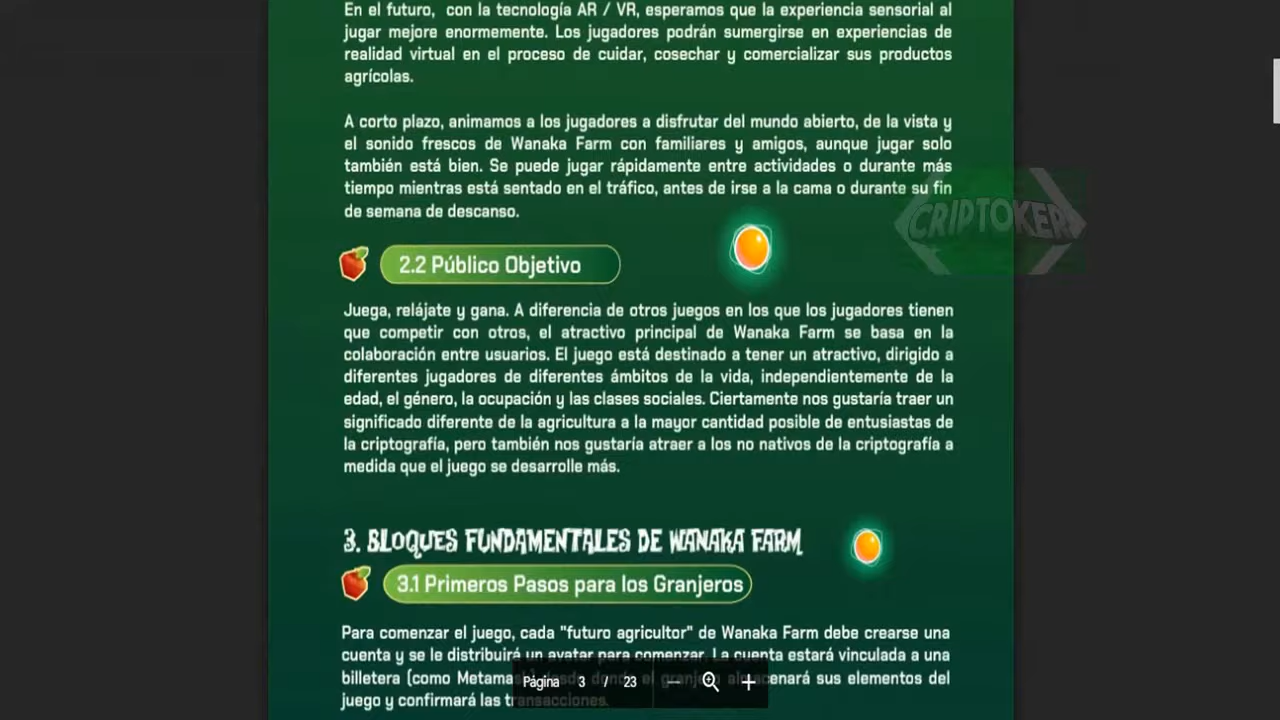 En el futuro, con la tecnología AR / VR, esperamos que la experiencia sensorial al
jugar mejore enormemente. Los jugadores podrán sumergirse en experiencias de
realidad virtual en el proceso de cuidar, cosechar y comercializar sus productos
agrícolas.
A corto plazo, animamos a los jugadores a disfrutar del mundo abierto, de la vista y
el sonido frescos de Wanaka Farm con familiares y amigos, aunque jugar solo
también está bien. Se puede jugar rápidamente entre actividades o durante más
tiempo mientras está sentado en el tráfico, antes de irse a la cama o durante su fin
de semana de descanso.
CRIPTOKER
2.2 Público Objetivo
Juega, relájate y gana. A diferencia de otros juegos en los que los jugadores tienen
que competir con otros, el atractivo principal de Wanaka Farm se basa en la
colaboración entre usuarios. El juego está destinado a tener un atractivo, dirigido a
diferentes jugadores de diferentes ámbitos de la vida, independientemente de la
edad, el género, la ocupación y las clases sociales. Ciertamente nos gustaría traer un
significado diferente de la agricultura a la mayor cantidad posible de entusiastas de
la criptografía, pero también nos gustaría atraer a los no nativos de la criptografía a
medida que el juego se desarrolle más.
3. BLOQUES FUNDAMENTALES DE WANAKA FARM
3.1 Primeros Pasos para los Granjeros
Para comenzar el juego, cada "futuro agricultor" de Wanaka Farm debe crearse una
cuenta y se le distribuirá un avatar para comenzar. La cuenta estará vinculada a una
billetera (como Metamask) desde donde el granjero almacenará sus elementos del
juego y confirmará las transacciones.
Página 3 / 23